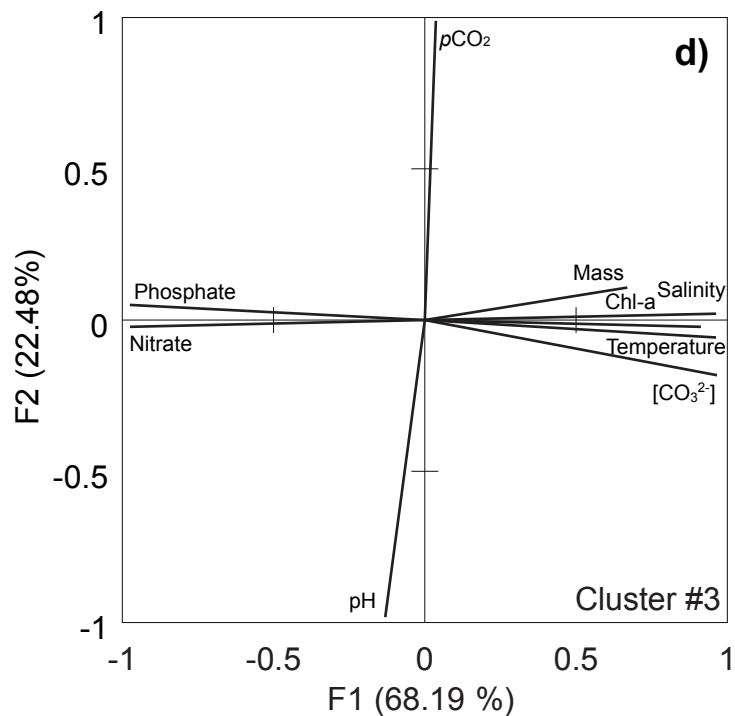 d)
1
0.5
0
-0.5
-1
F2 (22.48%)
pCO₂
Mass
Chl-a
Salinity
Phosphate
Nitrate
Temperature
[CO₃²⁻]
pH
Cluster #3
-1
-0.5
0
0.5
1
F1 (68.19 %)